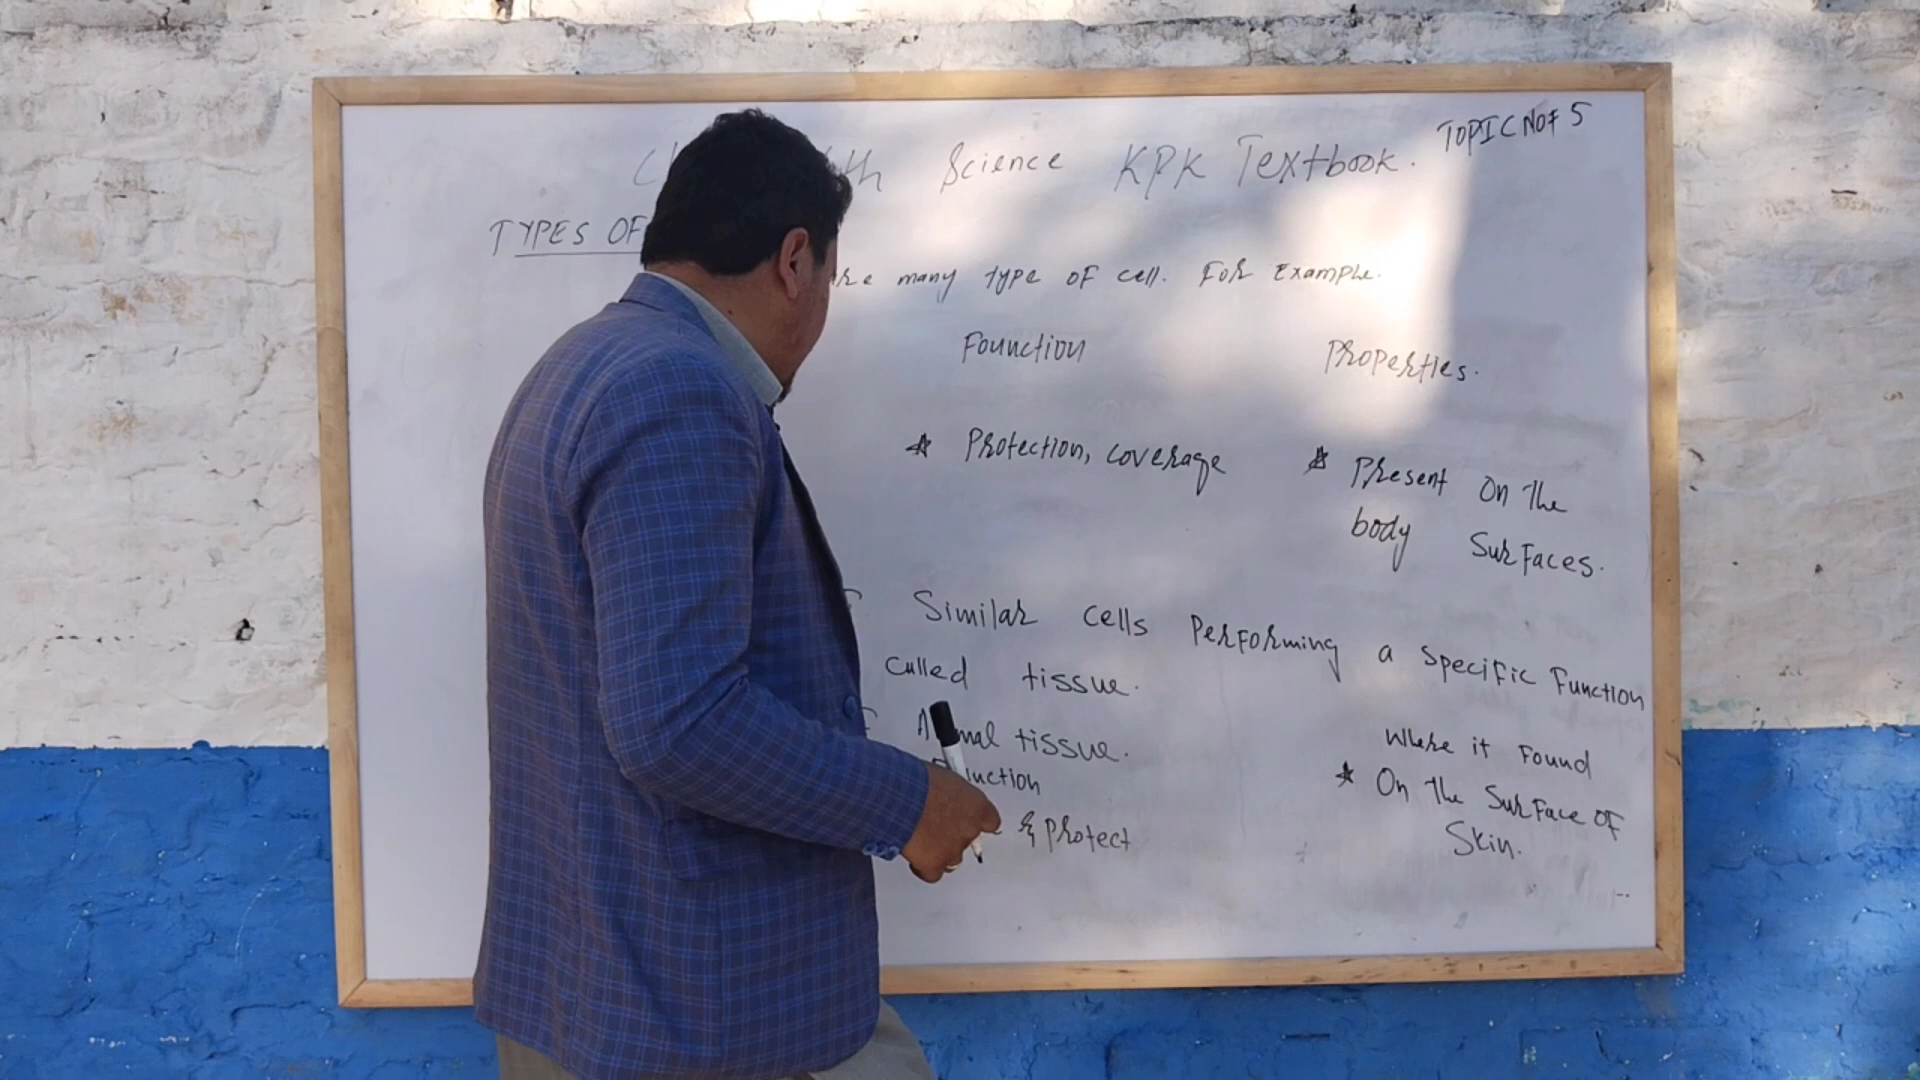 Science KPK Textbook.
TOPIC NO# 5
TYPES OF
many type of cell. For Example.
Founction
Properties.
Protection, coverage
Present On The
body Surfaces.
Similar cells Performing a specific Function
culled tissue.
tissue.
Where it Found
On The Surface OF
& protect
Skin.